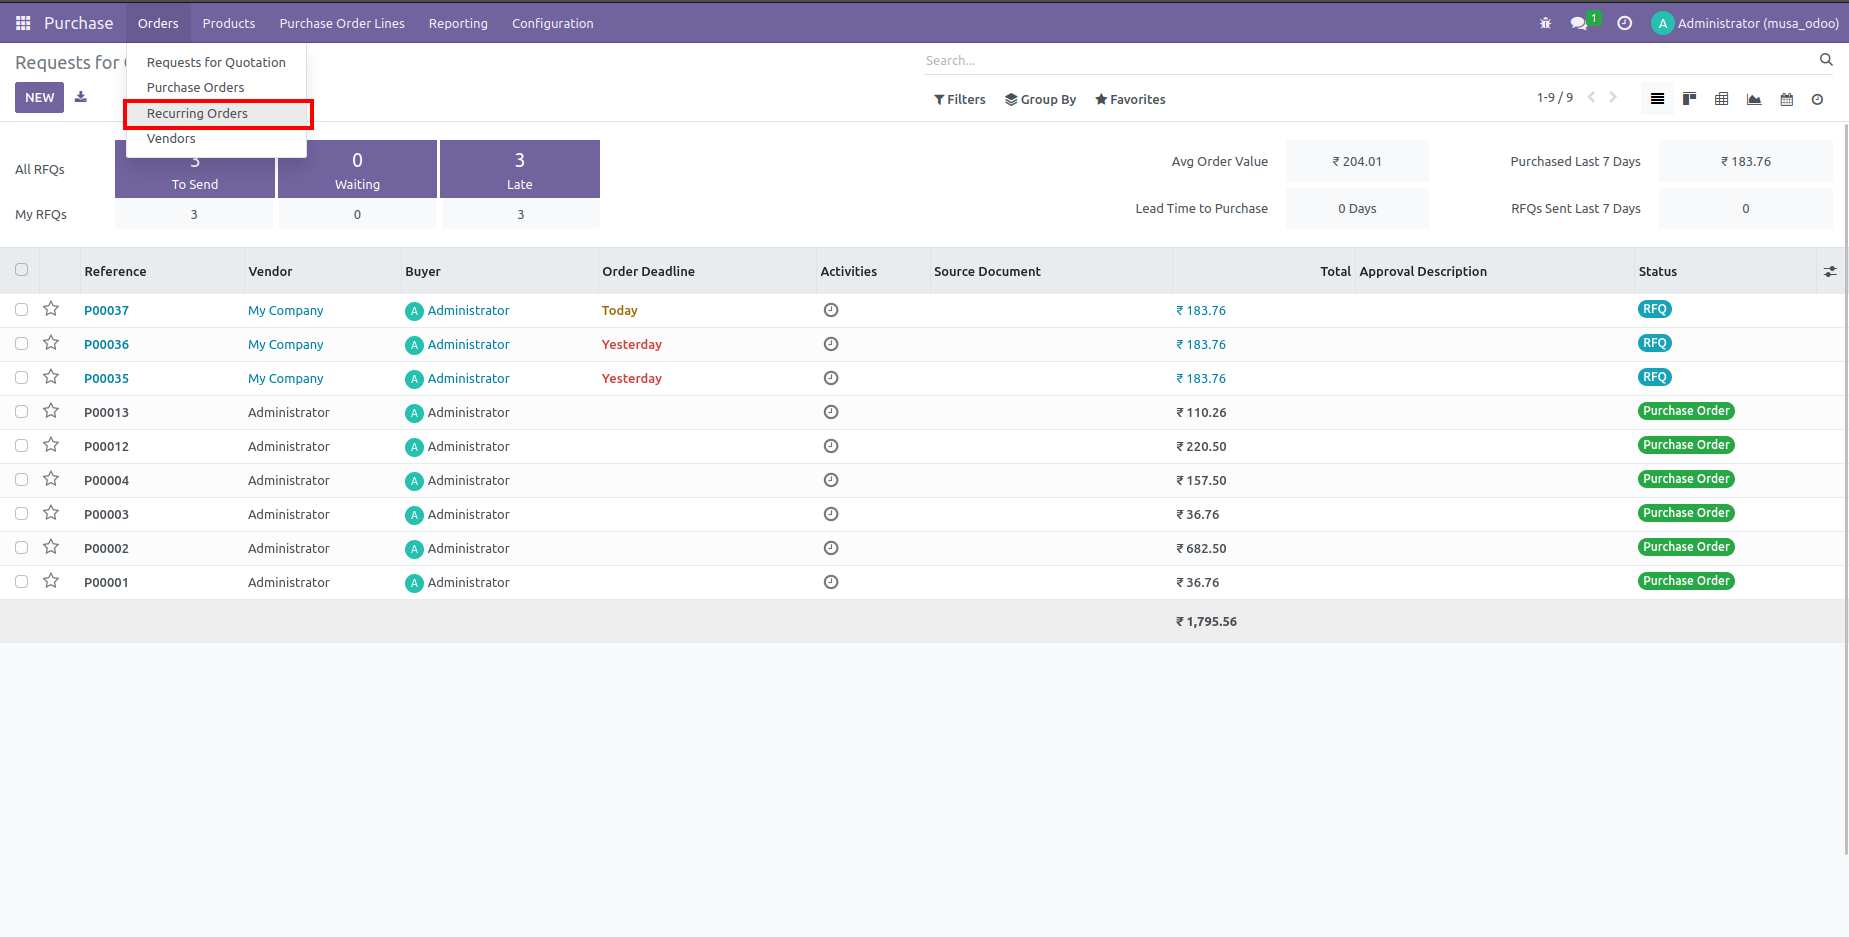 Purchase Orders Products Purchase Order Lines Reporting Configuration 1 A Administrator (musa_odoo)
Requests for
Requests for Quotation
Purchase Orders
Recurring Orders
Vendors
Search...
NEW
Filters Group By Favorites 1-9 / 9
All RFQs 3 To Send 0 Waiting 3 Late
My RFQs 3 0 3
Avg Order Value ₹ 204.01 Purchased Last 7 Days ₹ 183.76
Lead Time to Purchase 0 Days RFQs Sent Last 7 Days 0
Reference Vendor Buyer Order Deadline Activities Source Document Total Approval Description Status
P00037 My Company A Administrator Today ₹ 183.76 RFQ
P00036 My Company A Administrator Yesterday ₹ 183.76 RFQ
P00035 My Company A Administrator Yesterday ₹ 183.76 RFQ
P00013 Administrator A Administrator ₹ 110.26 Purchase Order
P00012 Administrator A Administrator ₹ 220.50 Purchase Order
P00004 Administrator A Administrator ₹ 157.50 Purchase Order
P00003 Administrator A Administrator ₹ 36.76 Purchase Order
P00002 Administrator A Administrator ₹ 682.50 Purchase Order
P00001 Administrator A Administrator ₹ 36.76 Purchase Order
₹ 1,795.56